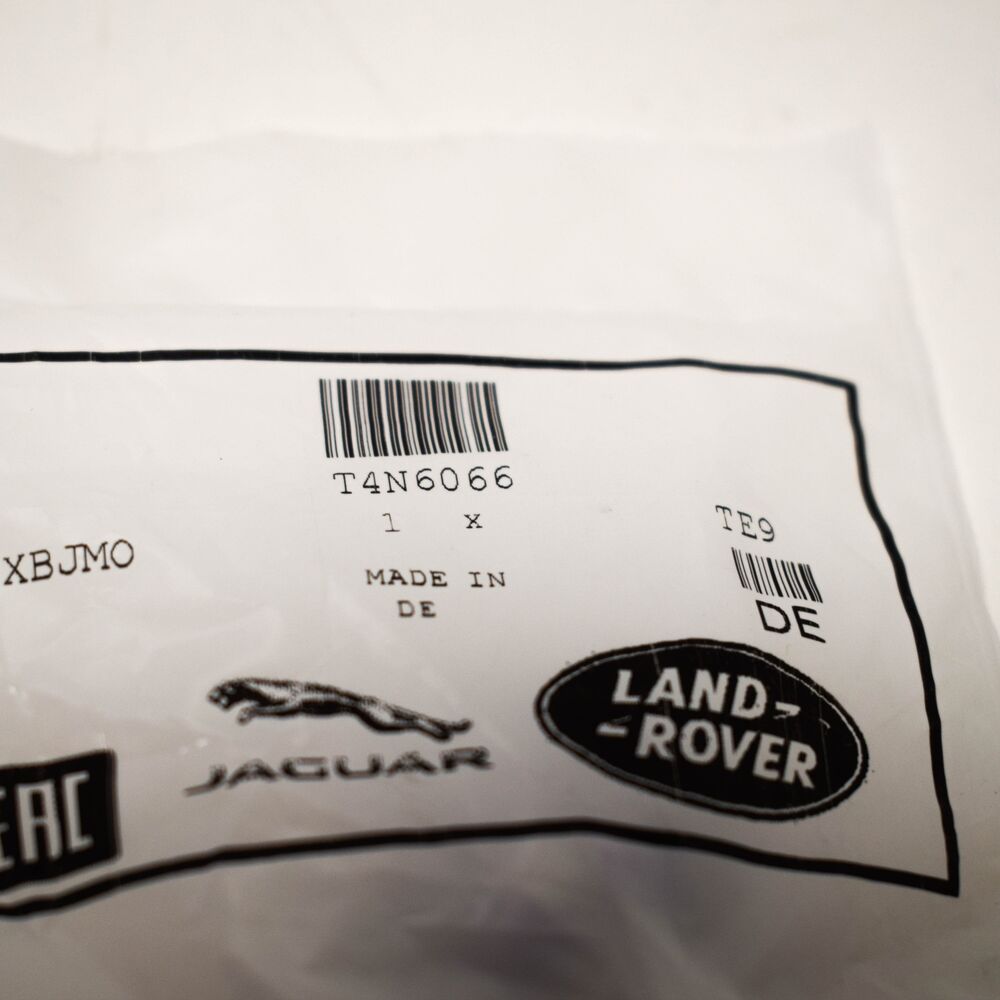 T4N6066
1 X
TE9
XBJMO
MADE IN
DE
DE
JAGUAR
LAND-
-ROVER
EAC